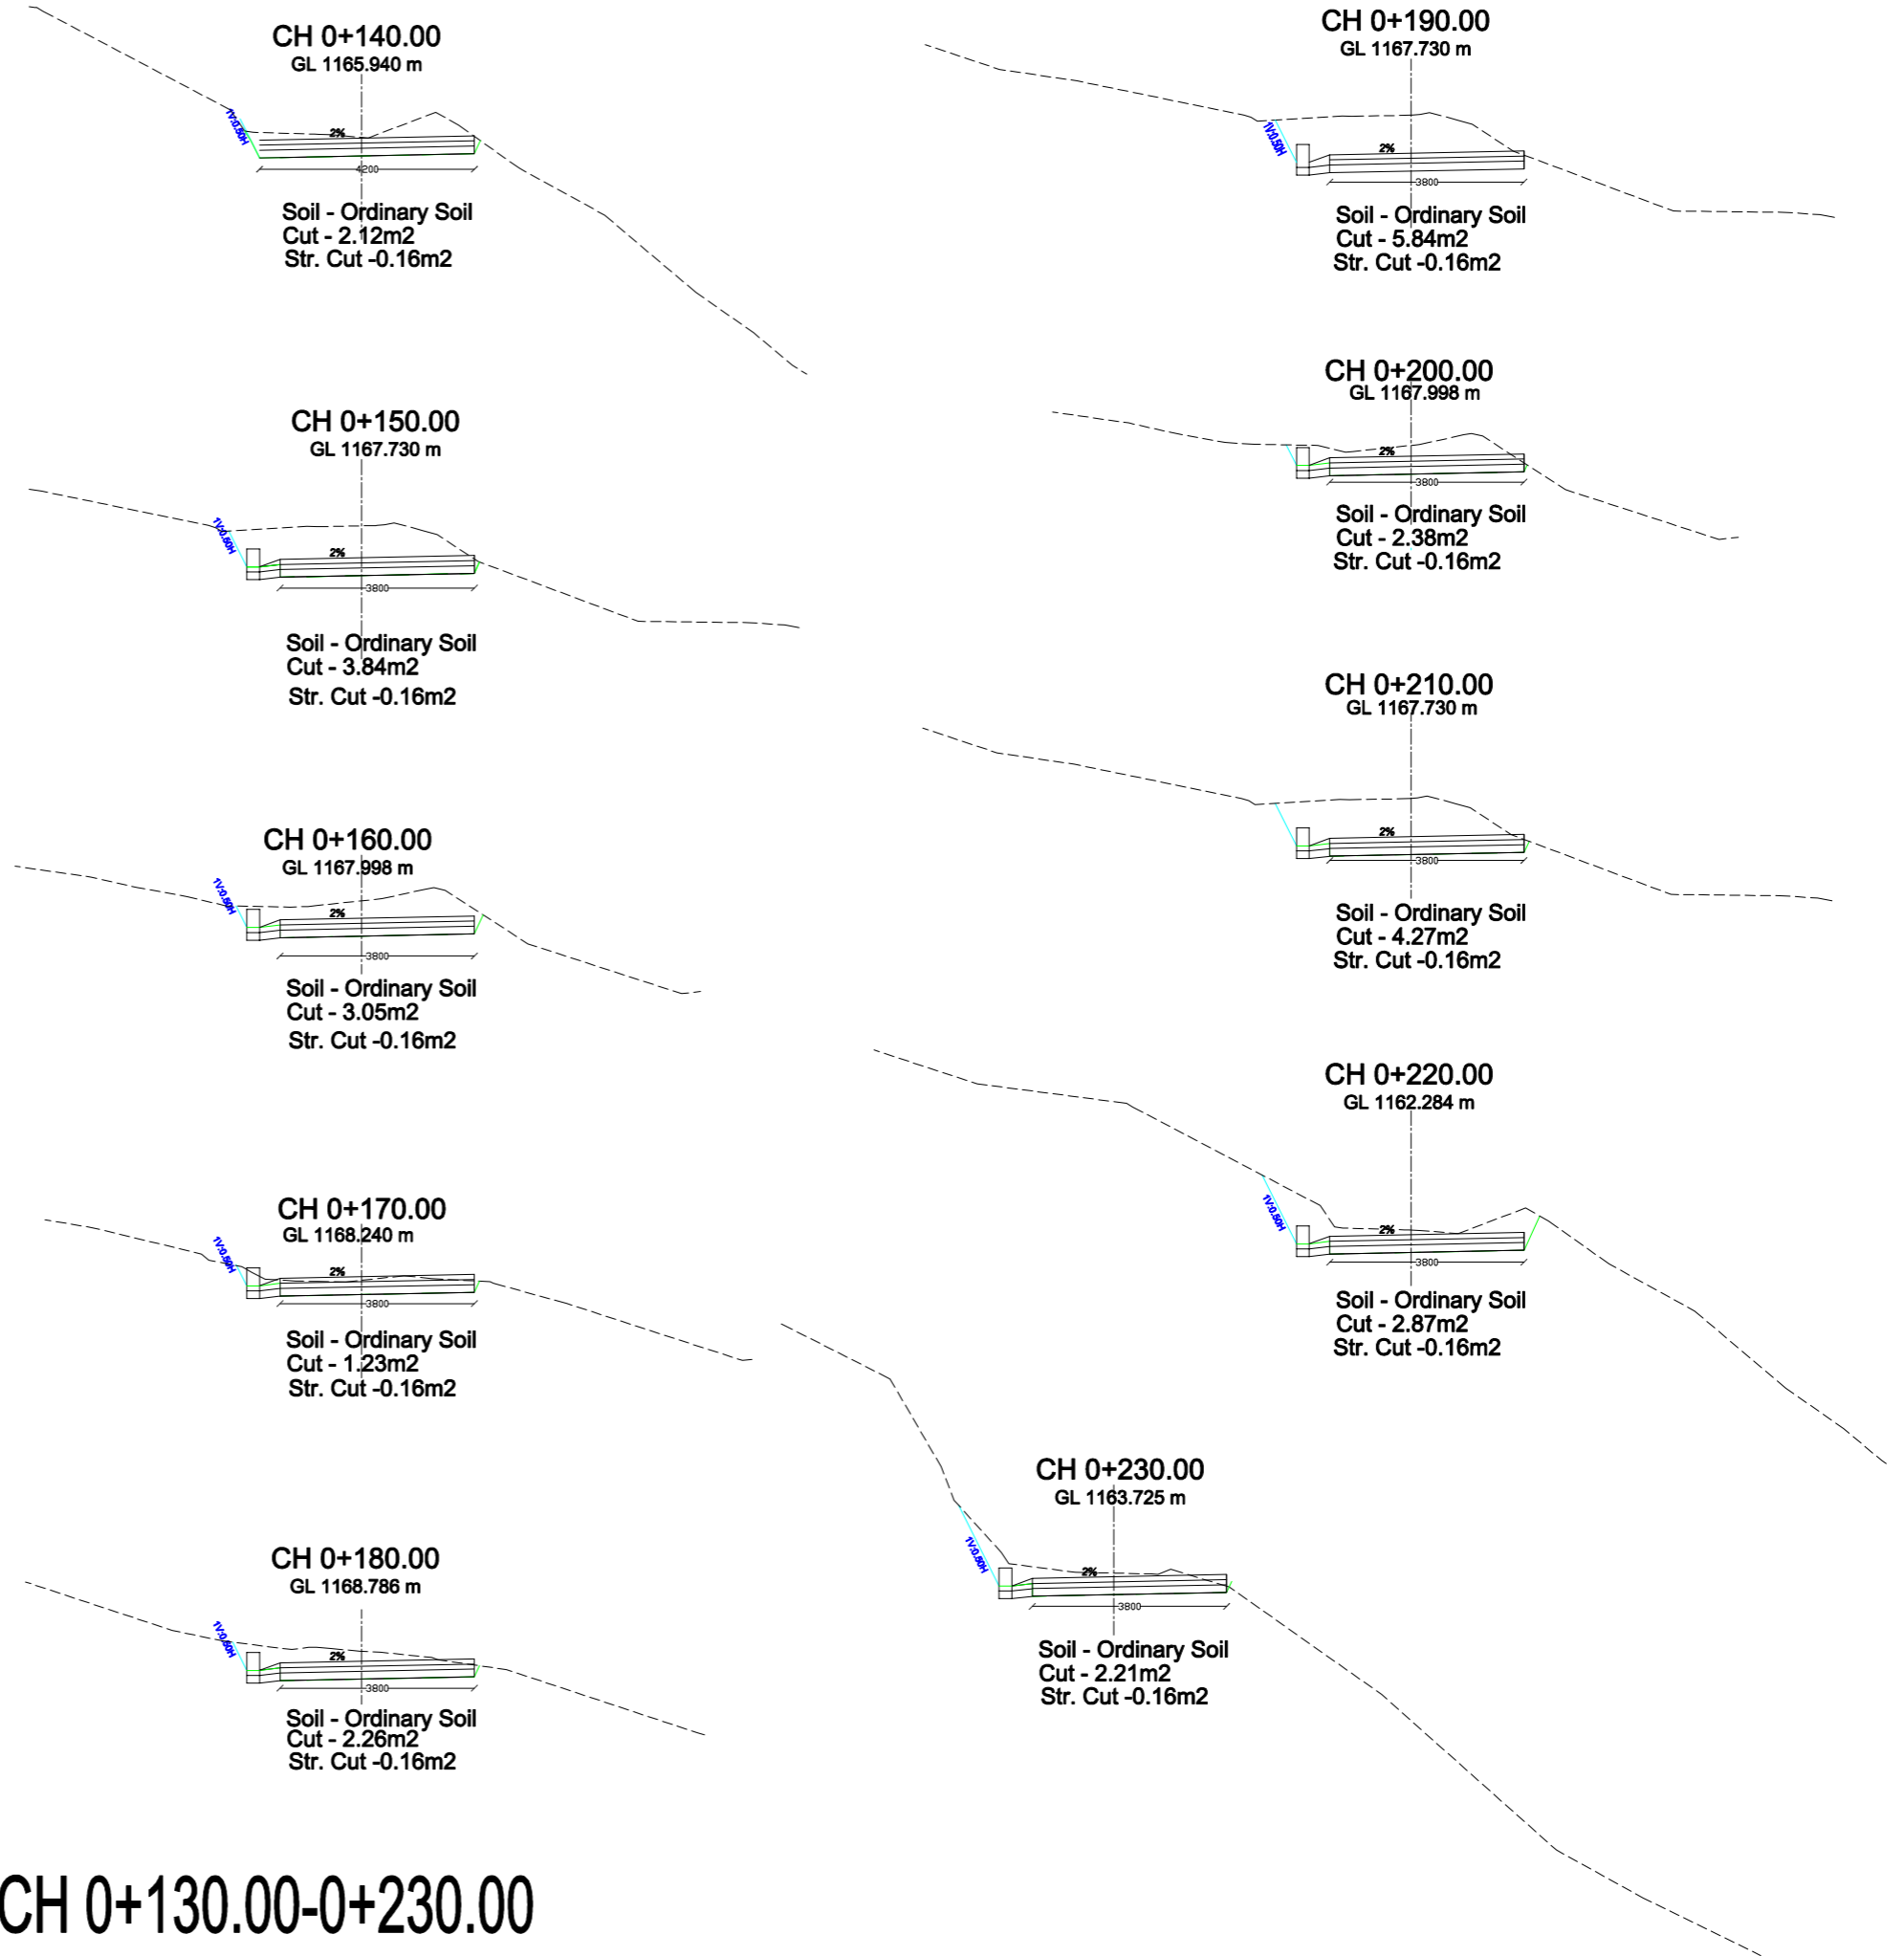 CH 0+140.00
GL 1165.940 m
1V:0.50H
2%
4200
Soil - Ordinary Soil
Cut - 2.12m2
Str. Cut -0.16m2
CH 0+150.00
GL 1167.730 m
1V:0.50H
2%
3800
Soil - Ordinary Soil
Cut - 3.84m2
Str. Cut -0.16m2
CH 0+160.00
GL 1167.998 m
1V:0.50H
2%
3800
Soil - Ordinary Soil
Cut - 3.05m2
Str. Cut -0.16m2
CH 0+170.00
GL 1168.240 m
1V:0.50H
2%
3800
Soil - Ordinary Soil
Cut - 1.23m2
Str. Cut -0.16m2
CH 0+180.00
GL 1168.786 m
1V:0.50H
2%
3800
Soil - Ordinary Soil
Cut - 2.26m2
Str. Cut -0.16m2
CH 0+190.00
GL 1167.730 m
1V:0.50H
2%
3800
Soil - Ordinary Soil
Cut - 5.84m2
Str. Cut -0.16m2
CH 0+200.00
GL 1167.998 m
2%
3800
Soil - Ordinary Soil
Cut - 2.38m2
Str. Cut -0.16m2
CH 0+210.00
GL 1167.730 m
2%
3800
Soil - Ordinary Soil
Cut - 4.27m2
Str. Cut -0.16m2
CH 0+220.00
GL 1162.284 m
1V:0.50H
2%
3800
Soil - Ordinary Soil
Cut - 2.87m2
Str. Cut -0.16m2
CH 0+230.00
GL 1163.725 m
1V:0.50H
2%
3800
Soil - Ordinary Soil
Cut - 2.21m2
Str. Cut -0.16m2
CH 0+130.00-0+230.00